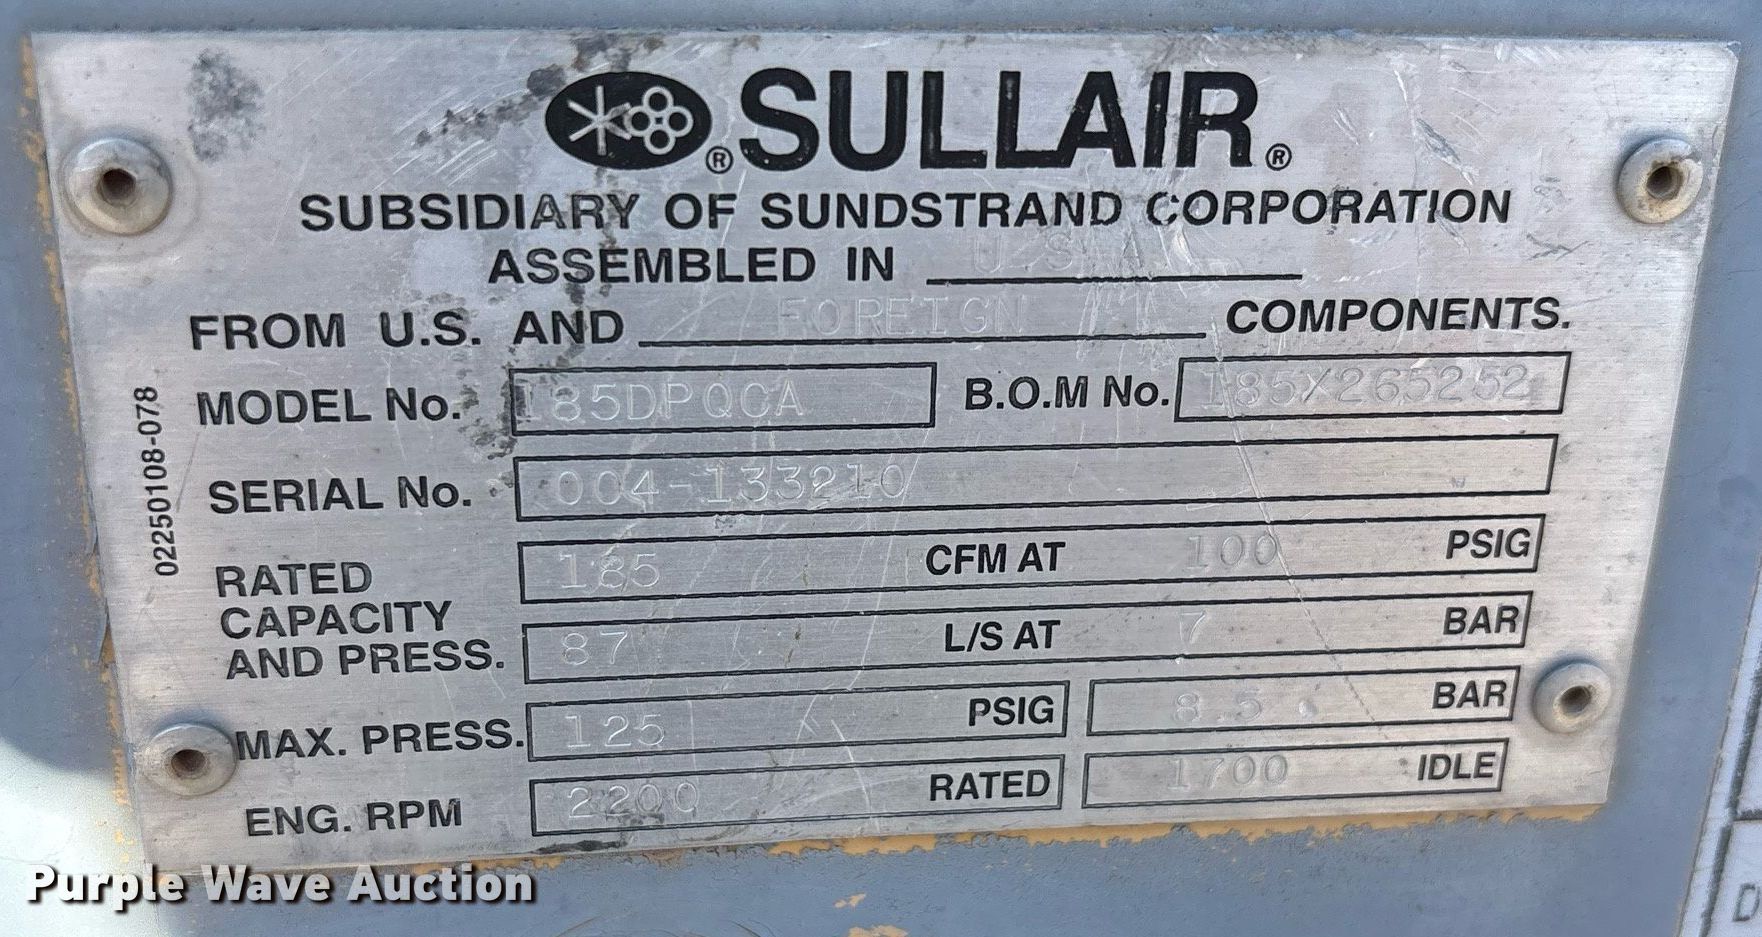 SULLAIR®
SUBSIDIARY OF SUNDSTRAND CORPORATION
ASSEMBLED IN U.S.A.
FROM U.S. AND FOREIGN COMPONENTS.
MODEL No. 185DPQCA B.O.M No. 185X265252
SERIAL No. 004-133210
RATED CAPACITY AND PRESS. 185 CFM AT 100 PSIG
87 L/S AT 7 BAR
MAX. PRESS. 125 PSIG 8.5 BAR
ENG. RPM 2200 RATED 1700 IDLE
02250108-078
Purple Wave Auction